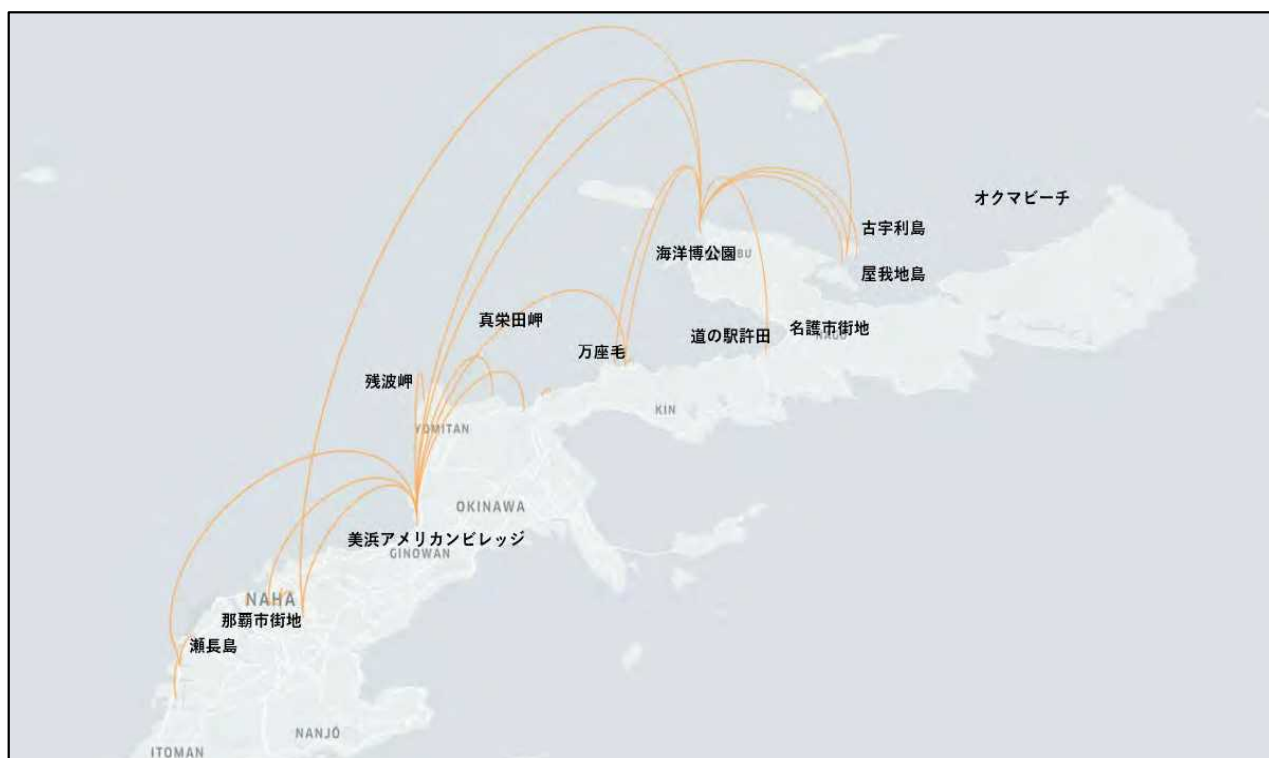 オクマビーチ
古宇利島
海洋博公園
BU
屋我地島
真栄田岬
道の駅許田
名護市街地
NAGO
万座毛
残波岬
KIN
YOMITAN
OKINAWA
美浜アメリカンビレッジ
GINOWAN
NAHA
那覇市街地
瀬長島
NANJŌ
ITOMAN